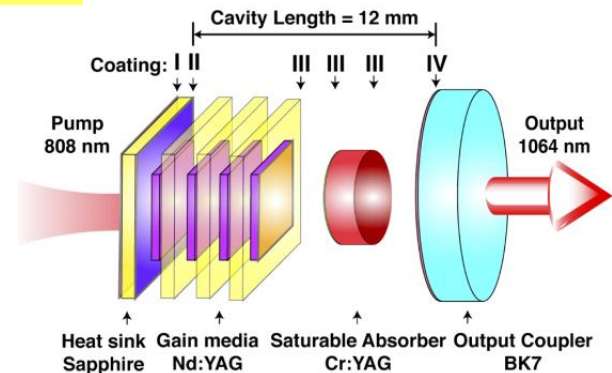 Cavity Length = 12 mm
Coating: I II III III III IV
Pump
808 nm
Output
1064 nm
Heat sink Gain media Saturable Absorber Output Coupler
Sapphire Nd:YAG Cr:YAG BK7